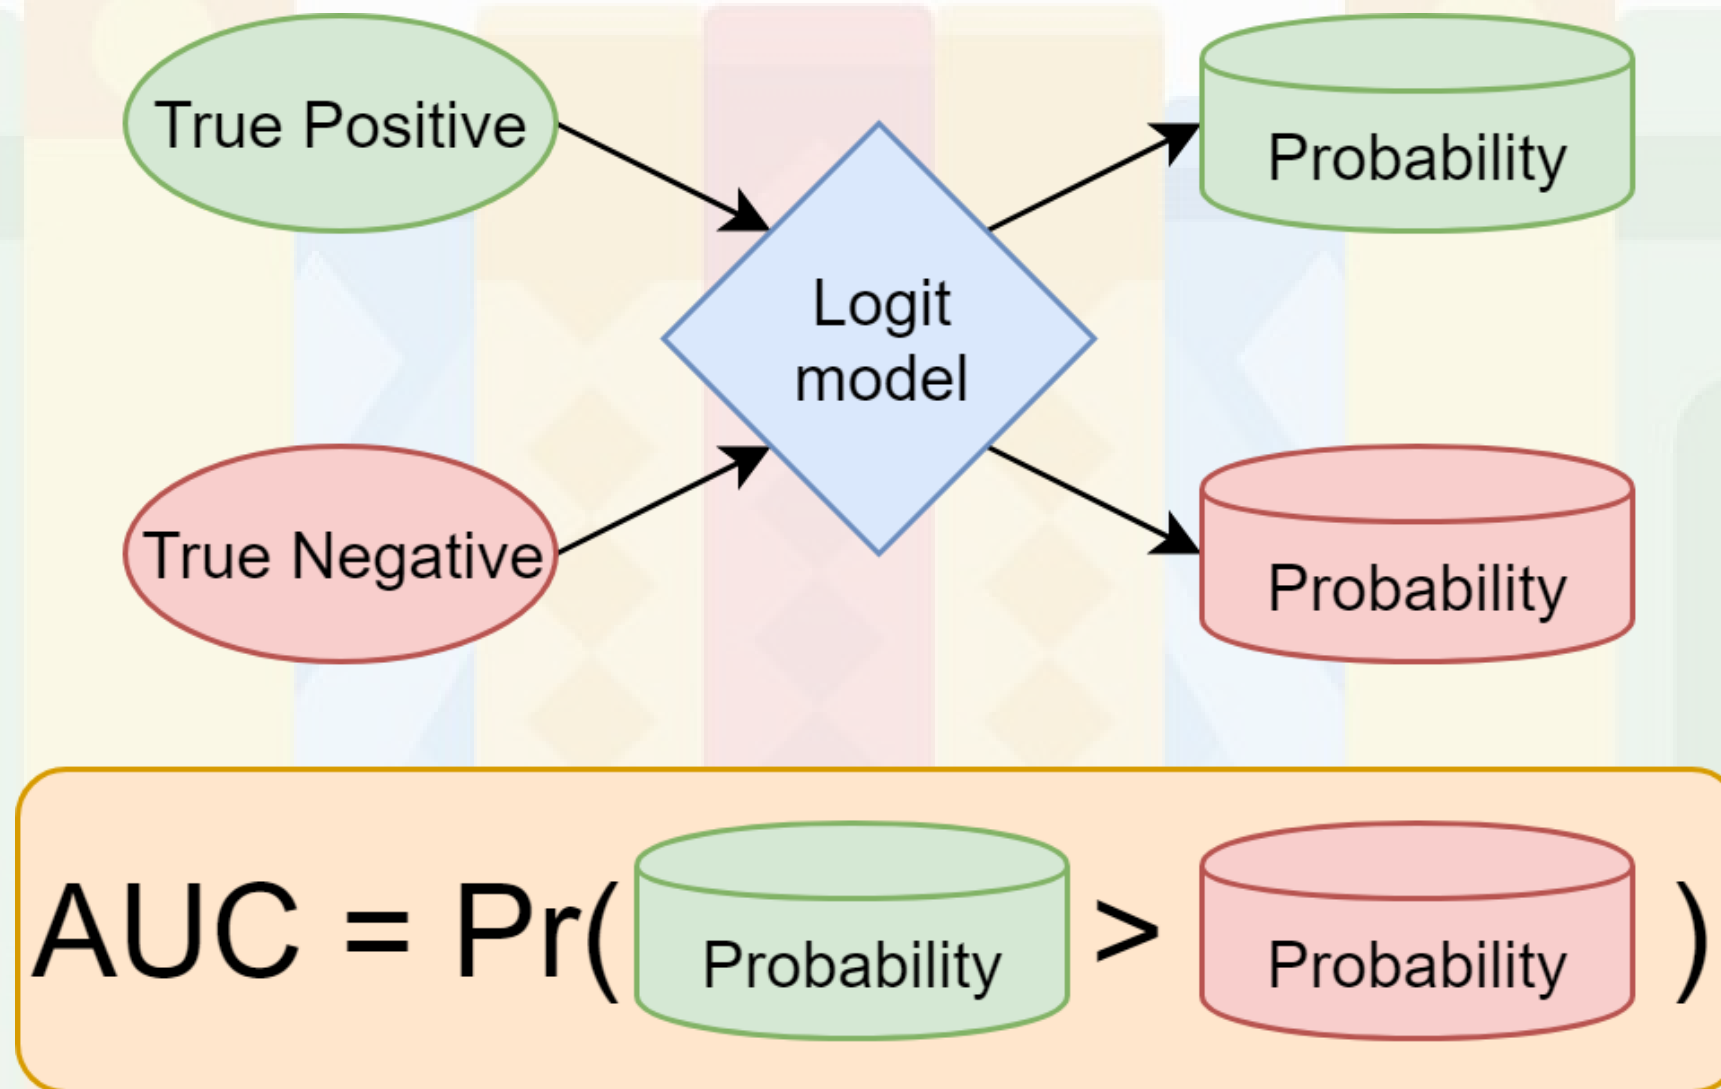 True Positive
Probability
Logit
model
True Negative
Probability
AUC = Pr( Probability > Probability )